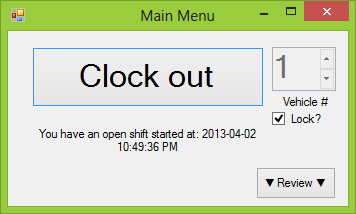 Main Menu
Clock out
1
Vehicle #
Lock?
You have an open shift started at: 2013-04-02
10:49:36 PM
▼ Review ▼